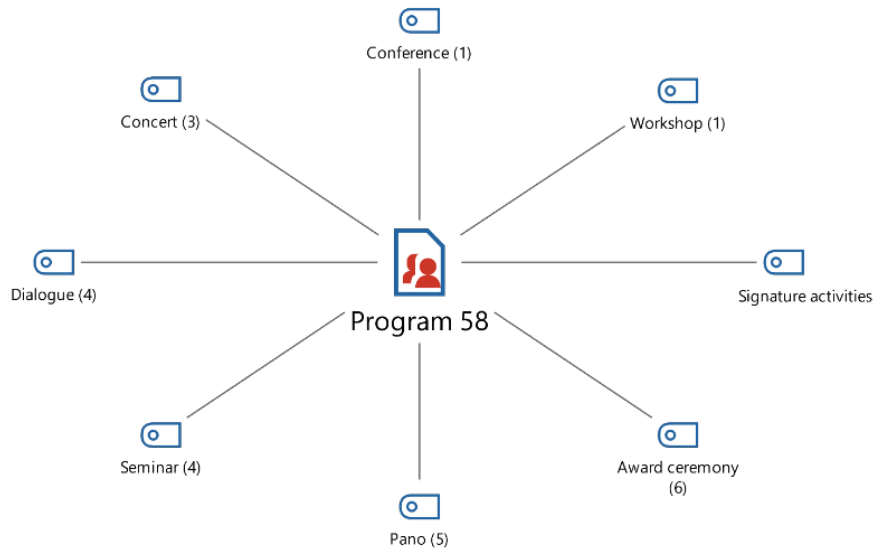 Conference (1)
Concert (3)
Workshop (1)
Dialogue (4)
Signature activities
Program 58
Seminar (4)
Award ceremony
(6)
Pano (5)